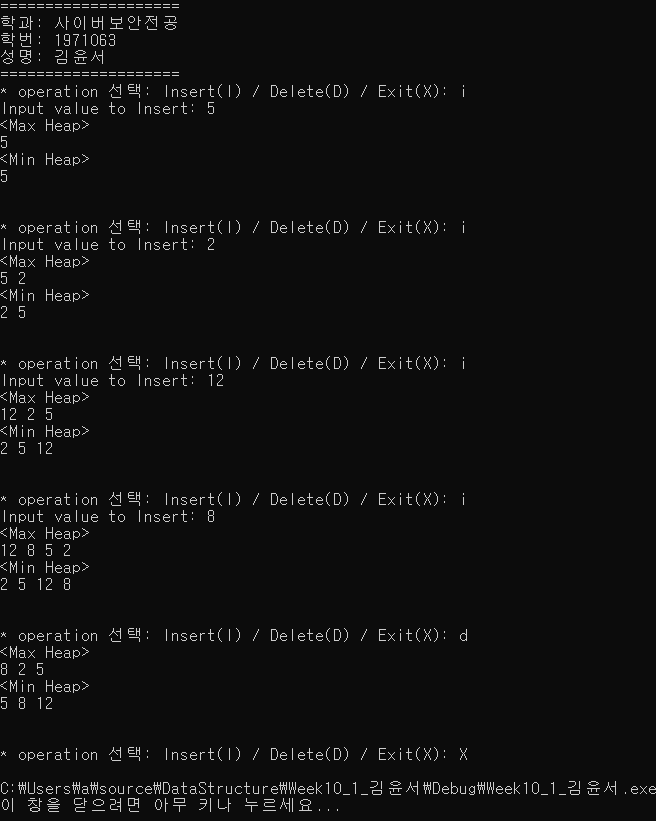 ====================
학과: 사이버보안전공
학번: 1971063
성명: 김윤서
====================
* operation 선택: Insert(I) / Delete(D) / Exit(X): i
Input value to Insert: 5
<Max Heap>
5
<Min Heap>
5
* operation 선택: Insert(I) / Delete(D) / Exit(X): i
Input value to Insert: 2
<Max Heap>
5 2
<Min Heap>
2 5
* operation 선택: Insert(I) / Delete(D) / Exit(X): i
Input value to Insert: 12
<Max Heap>
12 2 5
<Min Heap>
2 5 12
* operation 선택: Insert(I) / Delete(D) / Exit(X): i
Input value to Insert: 8
<Max Heap>
12 8 5 2
<Min Heap>
2 5 12 8
* operation 선택: Insert(I) / Delete(D) / Exit(X): d
<Max Heap>
8 2 5
<Min Heap>
5 8 12
* operation 선택: Insert(I) / Delete(D) / Exit(X): X
C:₩Users₩a₩source₩DataStructure₩Week10_1_김윤서₩Debug₩Week10_1_김윤서.exe
이 창을 닫으려면 아무 키나 누르세요...